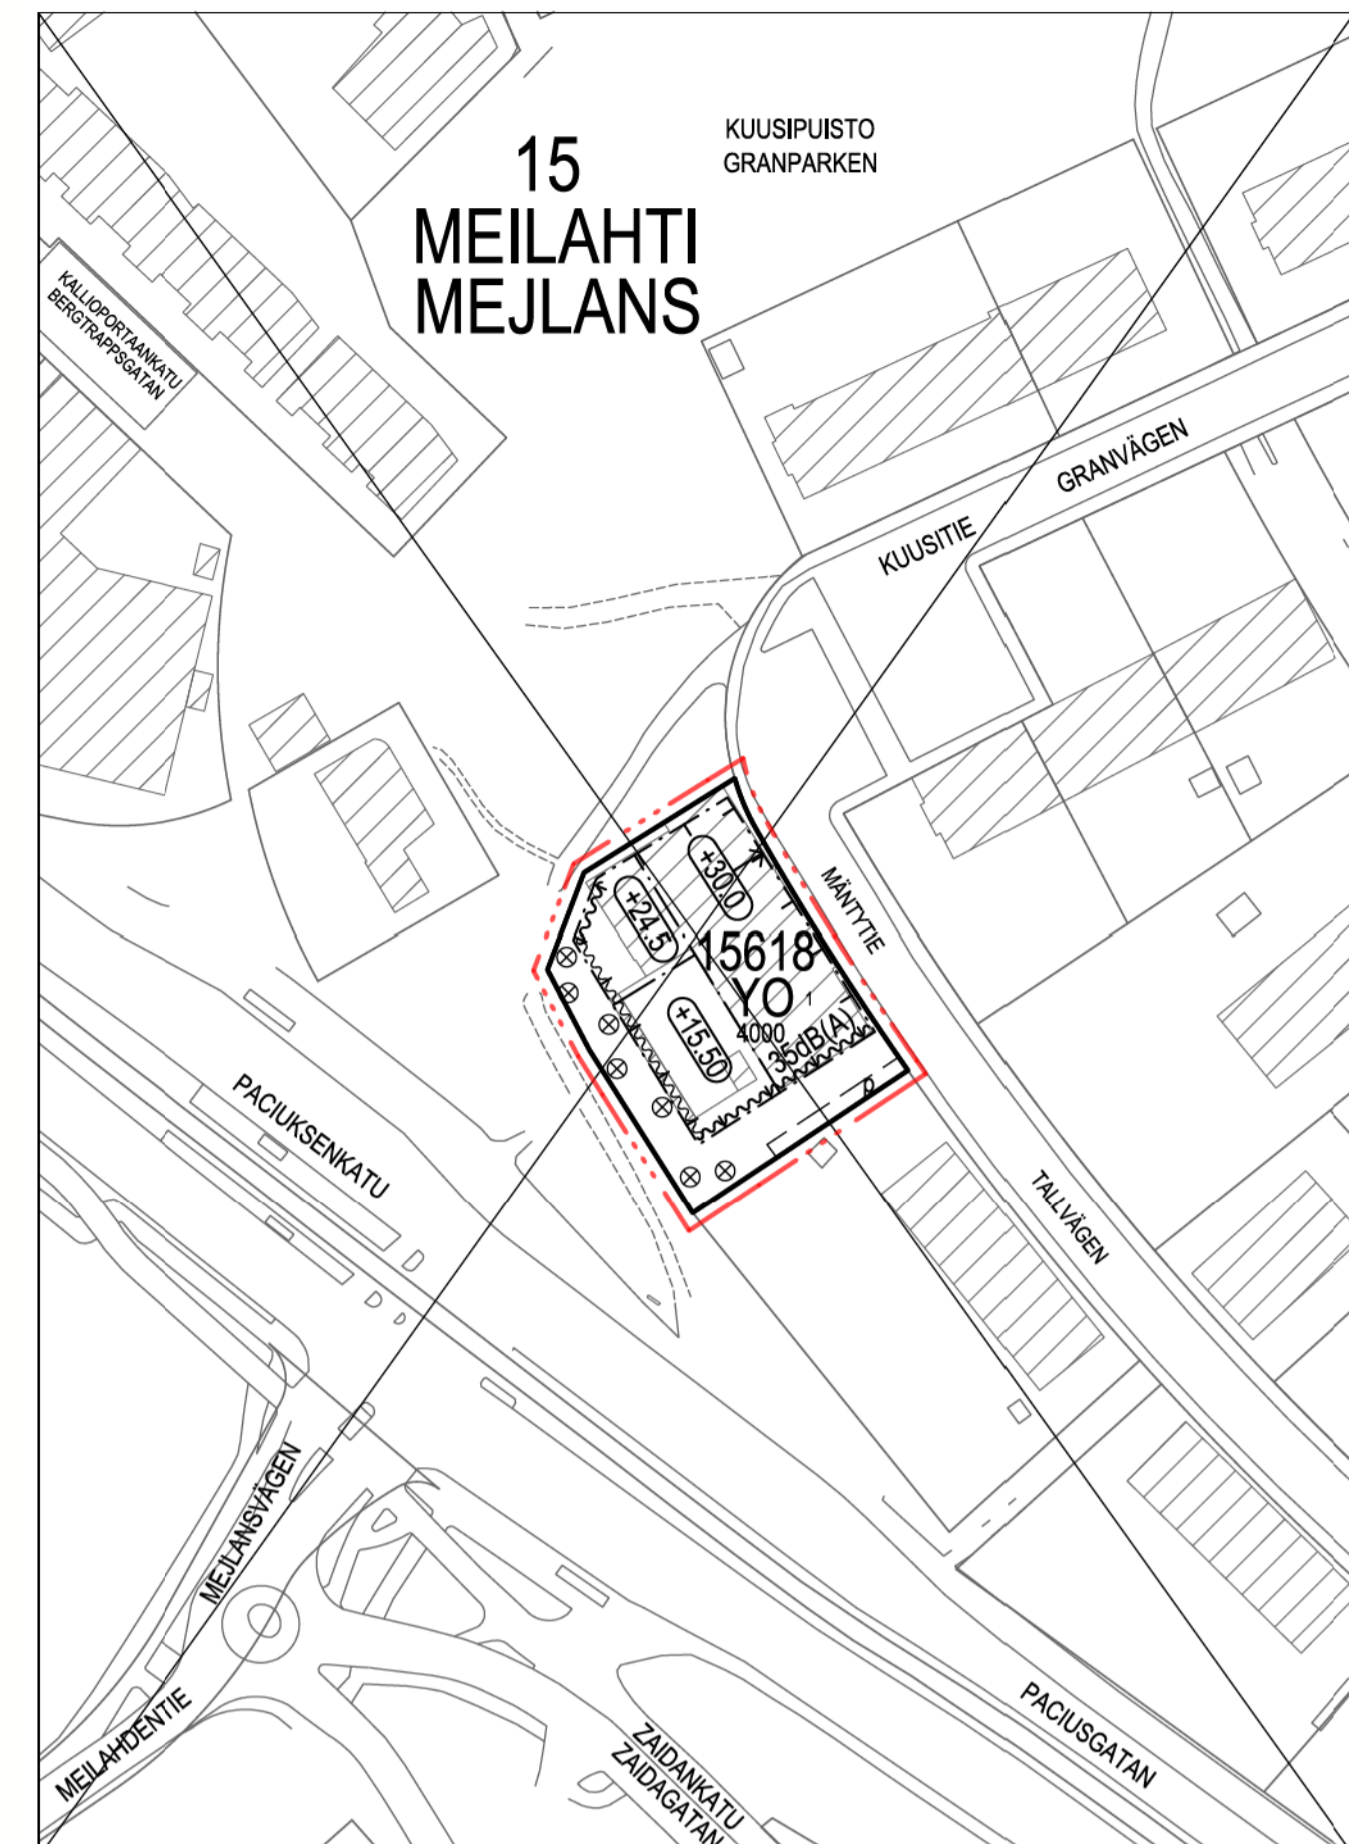 KUUSIPUISTO
GRANPARKEN
15
MEILAHTI
MEJLANS
KALLIOPORTAANKATU
BERGTRAPPSGATAN
GRANVÄGEN
KUUSITIE
+30.0
+24.5
MÄNTYTIE
15618
YO 1
4000
+15.50
35dB(A)
p
PACIUKSENKATU
TALLVÄGEN
MEJLANSVÄGEN
MEILAHDENTIE
PACIUSGATAN
ZAIDANKATU
ZAIDAGATAN